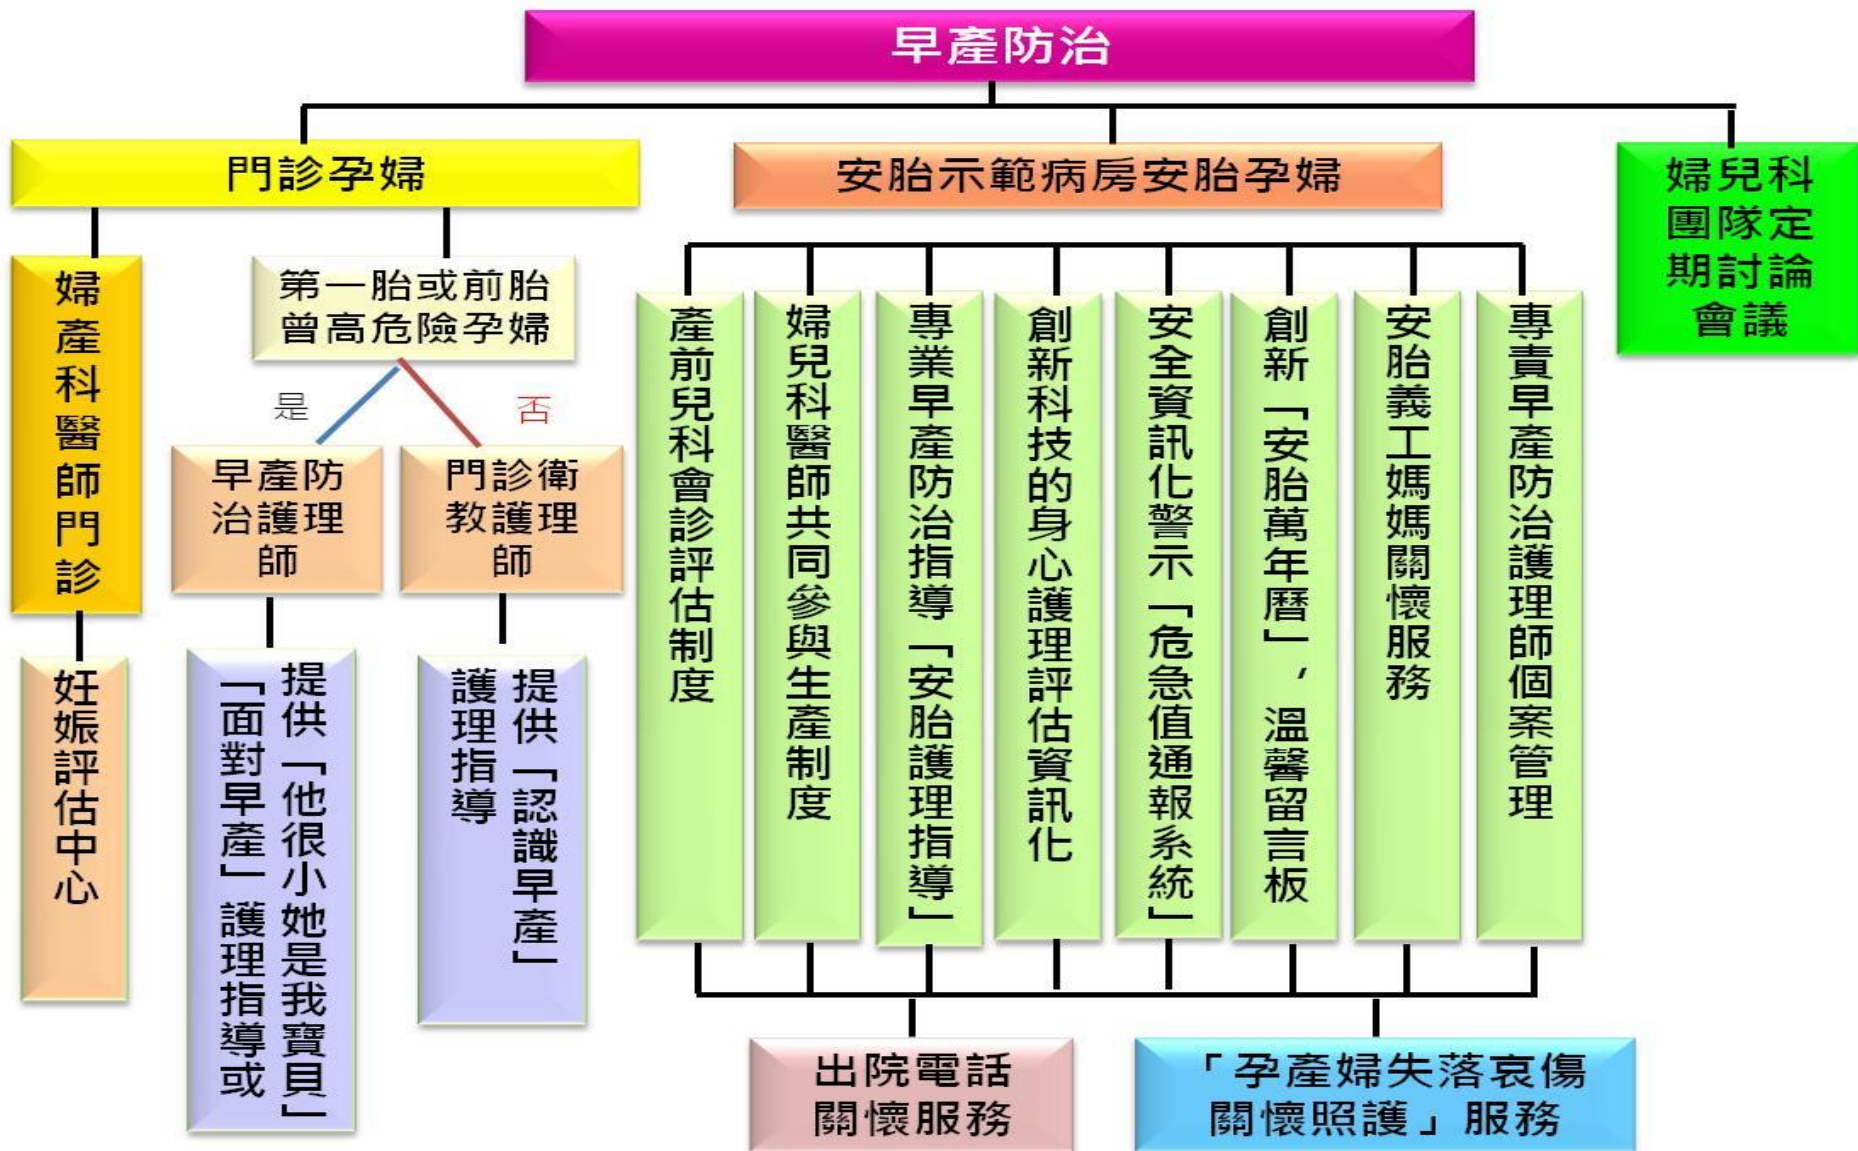 早產防治
門診孕婦
安胎示範病房安胎孕婦
婦兒科
團隊定
期討論
會議
婦產科醫師門診
妊娠評估中心
第一胎或前胎
曾高危險孕婦
是
否
早產防
治護理
師
門診衛
教護理
師
提供「他很小她是我寶貝」
「面對早產」護理指導或
提供「認識早產」
護理指導
產前兒科會診評估制度
婦兒科醫師共同參與生產制度
專業早產防治指導「安胎護理指導」
創新科技的身心護理評估資訊化
安全資訊化警示「危急值通報系統」
創新「安胎萬年曆」，溫馨留言板
安胎義工媽媽關懷服務
專責早產防治護理師個案管理
出院電話
關懷服務
「孕產婦失落哀傷
關懷照護」服務